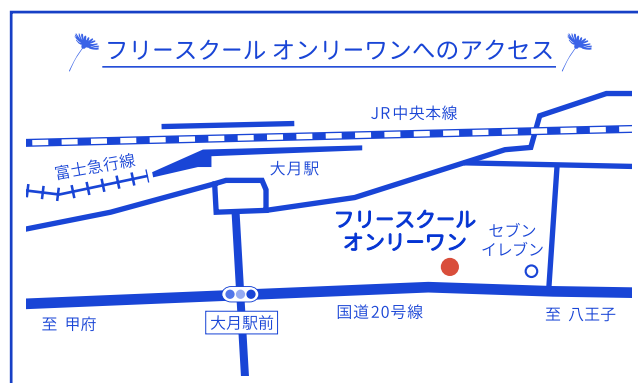 フリースクール オンリーワンへのアクセス
JR中央本線
富士急行線
大月駅
フリースクール
オンリーワン
セブン
イレブン
国道20号線
至 八王子
至 甲府
大月駅前